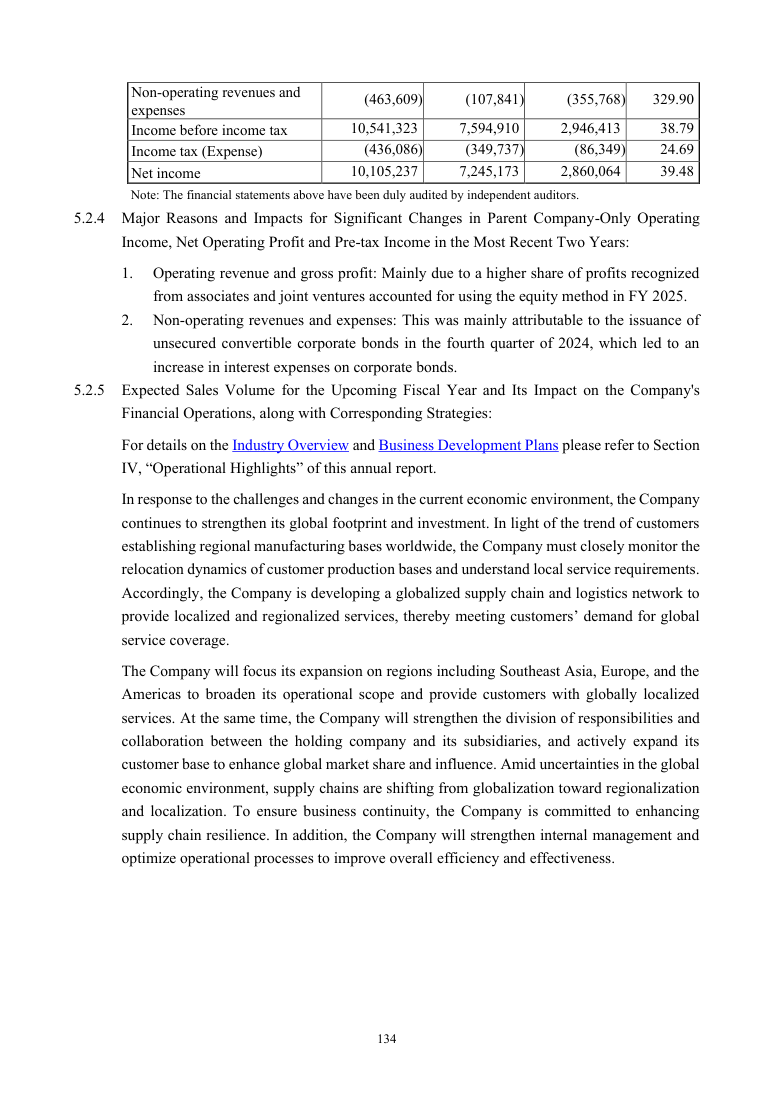 Non-operating revenues and expenses (463,609) (107,841) (355,768) 329.90
Income before income tax 10,541,323 7,594,910 2,946,413 38.79
Income tax (Expense) (436,086) (349,737) (86,349) 24.69
Net income 10,105,237 7,245,173 2,860,064 39.48
Note: The financial statements above have been duly audited by independent auditors.
5.2.4 Major Reasons and Impacts for Significant Changes in Parent Company-Only Operating
Income, Net Operating Profit and Pre-tax Income in the Most Recent Two Years:
1. Operating revenue and gross profit: Mainly due to a higher share of profits recognized
from associates and joint ventures accounted for using the equity method in FY 2025.
2. Non-operating revenues and expenses: This was mainly attributable to the issuance of
unsecured convertible corporate bonds in the fourth quarter of 2024, which led to an
increase in interest expenses on corporate bonds.
5.2.5 Expected Sales Volume for the Upcoming Fiscal Year and Its Impact on the Company's
Financial Operations, along with Corresponding Strategies:
For details on the Industry Overview and Business Development Plans please refer to Section
IV, “Operational Highlights” of this annual report.
In response to the challenges and changes in the current economic environment, the Company
continues to strengthen its global footprint and investment. In light of the trend of customers
establishing regional manufacturing bases worldwide, the Company must closely monitor the
relocation dynamics of customer production bases and understand local service requirements.
Accordingly, the Company is developing a globalized supply chain and logistics network to
provide localized and regionalized services, thereby meeting customers’ demand for global
service coverage.
The Company will focus its expansion on regions including Southeast Asia, Europe, and the
Americas to broaden its operational scope and provide customers with globally localized
services. At the same time, the Company will strengthen the division of responsibilities and
collaboration between the holding company and its subsidiaries, and actively expand its
customer base to enhance global market share and influence. Amid uncertainties in the global
economic environment, supply chains are shifting from globalization toward regionalization
and localization. To ensure business continuity, the Company is committed to enhancing
supply chain resilience. In addition, the Company will strengthen internal management and
optimize operational processes to improve overall efficiency and effectiveness.
134